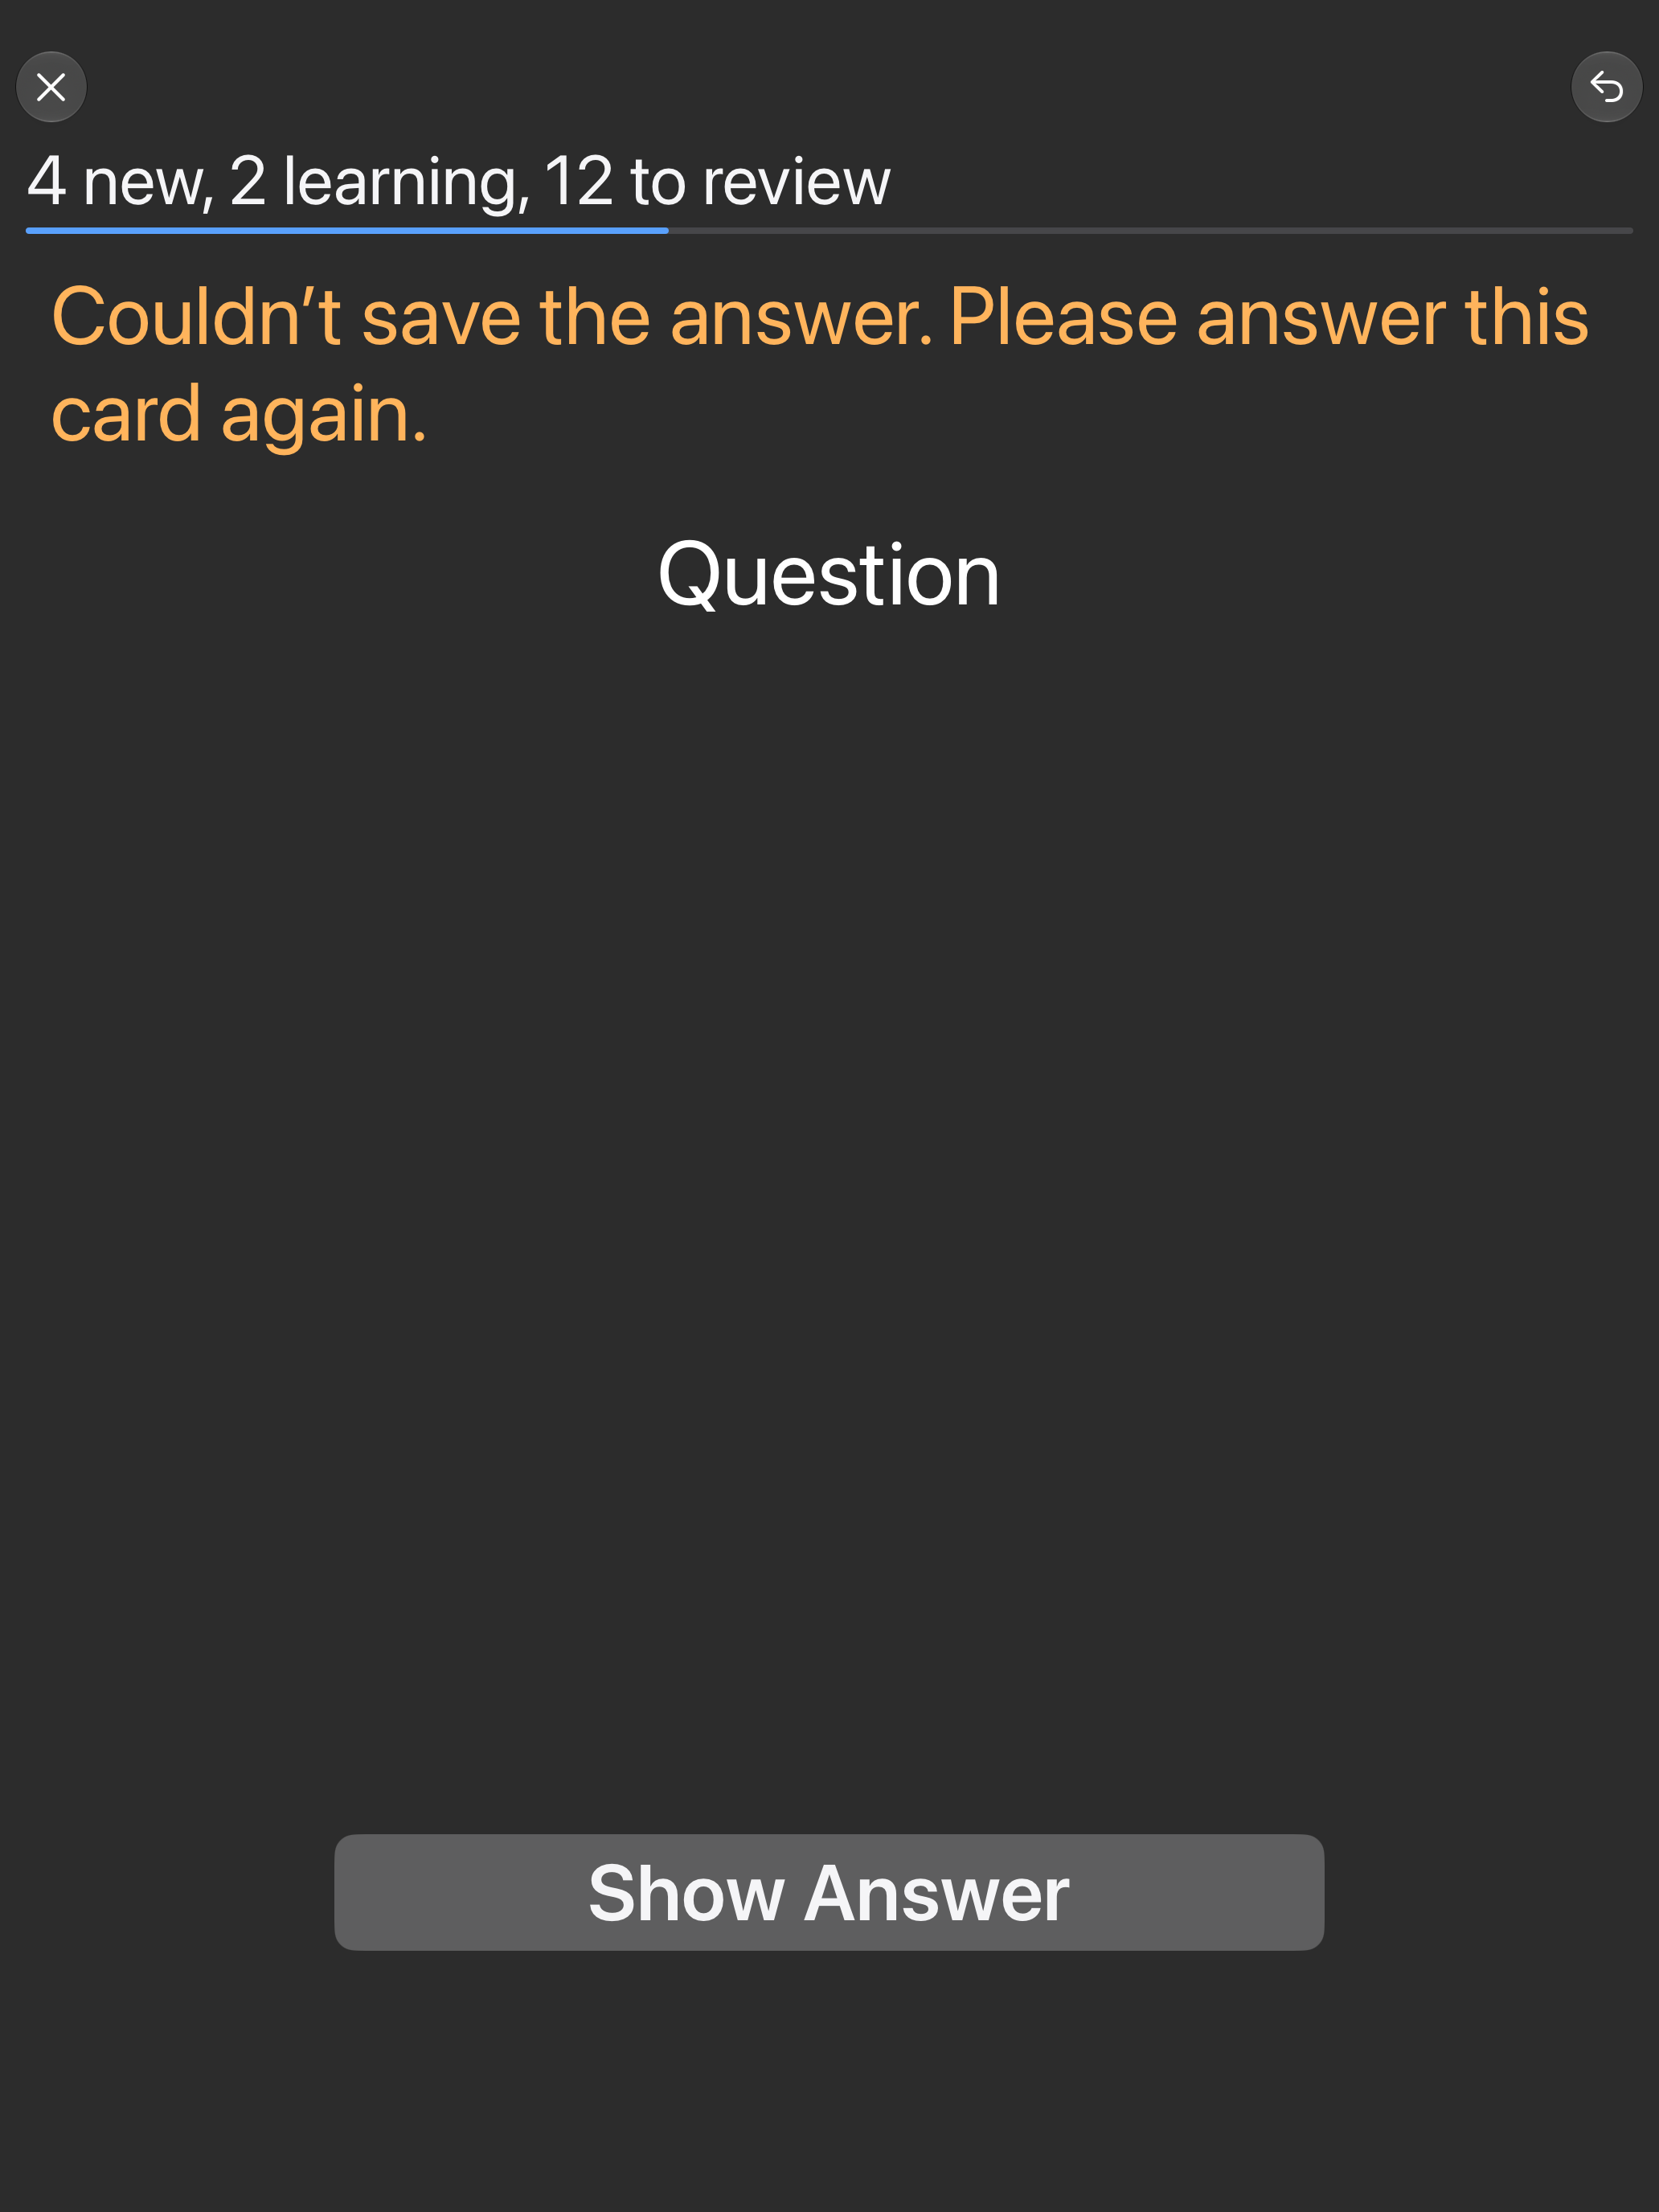 4 new, 2 learning, 12 to review
Couldn't save the answer. Please answer this
card again.
Question
Show Answer